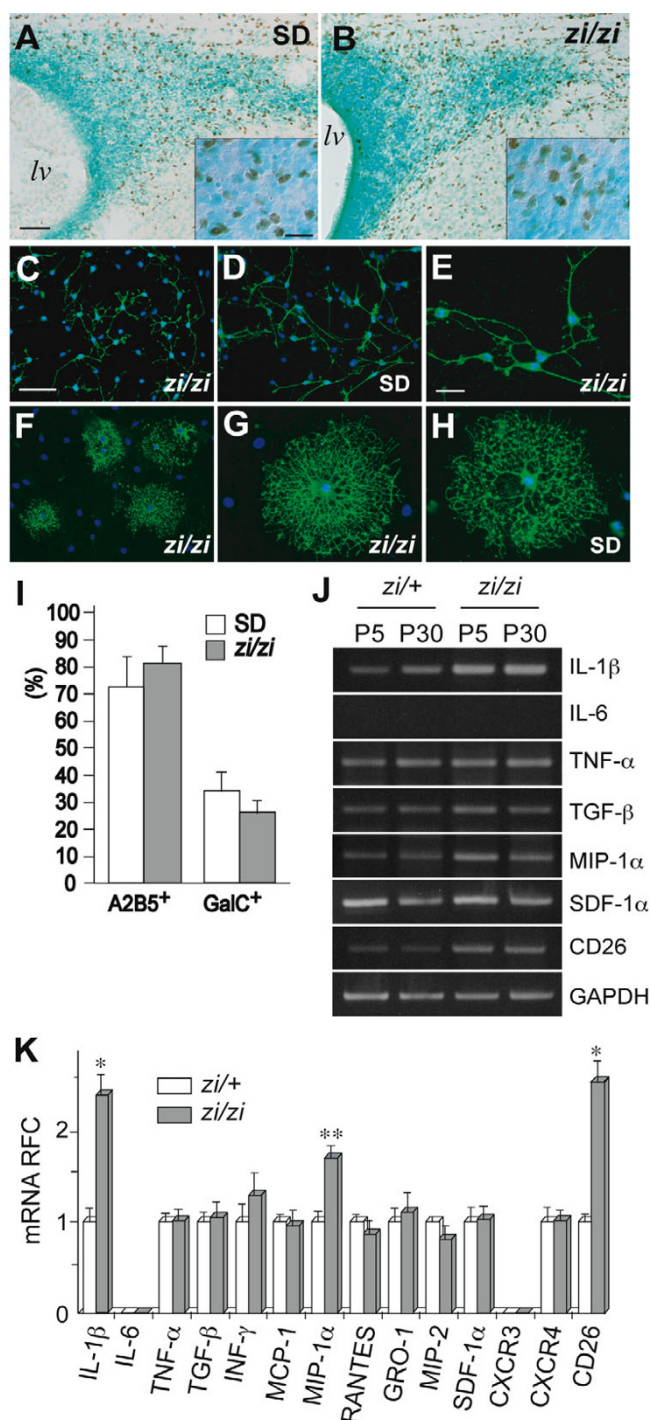 A SD
B zi/zi
lv
lv
C zi/zi
D SD
E zi/zi
F zi/zi
G zi/zi
H SD
I
SD
zi/zi
(%)
100
90
80
70
60
50
40
30
20
10
0
A2B5+ GalC+
J
zi/+ zi/zi
P5 P30 P5 P30
IL-1β
IL-6
TNF-α
TGF-β
MIP-1α
SDF-1α
CD26
GAPDH
K
zi/+
zi/zi
* ** *
mRNA RFC
2
1
0
IL-1β
IL-6
TNF-α
TGF-β
INF-γ
MCP-1
MIP-1α
RANTES
GRO-1
MIP-2
SDF-1α
CXCR3
CXCR4
CD26